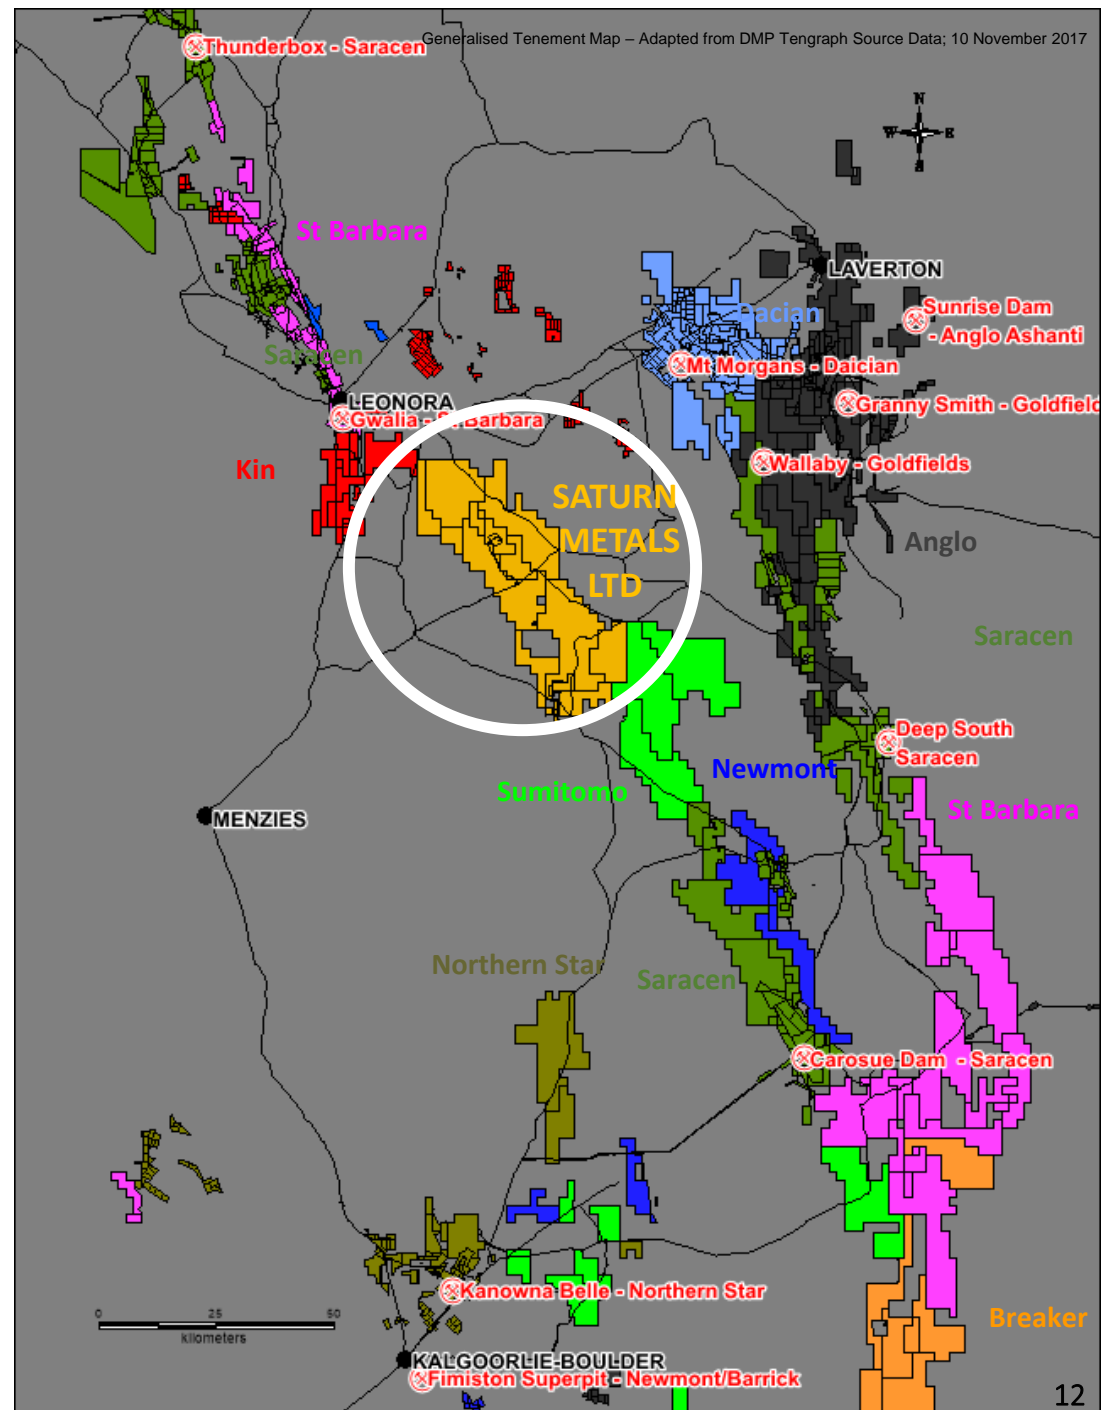 Generalised Tenement Map – Adapted from DMP Tengraph Source Data; 10 November 2017
Thunderbox - Saracen
N
W
E
S
St Barbara
LAVERTON
Sunrise Dam
- Anglo Ashanti
Dacian
Saracen
Mt Morgans - Daician
LEONORA
Gwalia - St Barbara
Granny Smith - Goldfield
Kin
Wallaby - Goldfields
SATURN
METALS
LTD
Anglo
Saracen
Deep South
Saracen
Newmont
Sumitomo
St Barbara
MENZIES
Northern Star
Saracen
Carosue Dam - Saracen
Kanowna Belle - Northern Star
0 25 50
kilometers
Breaker
KALGOORLIE-BOULDER
Fimiston Superpit - Newmont/Barrick
12